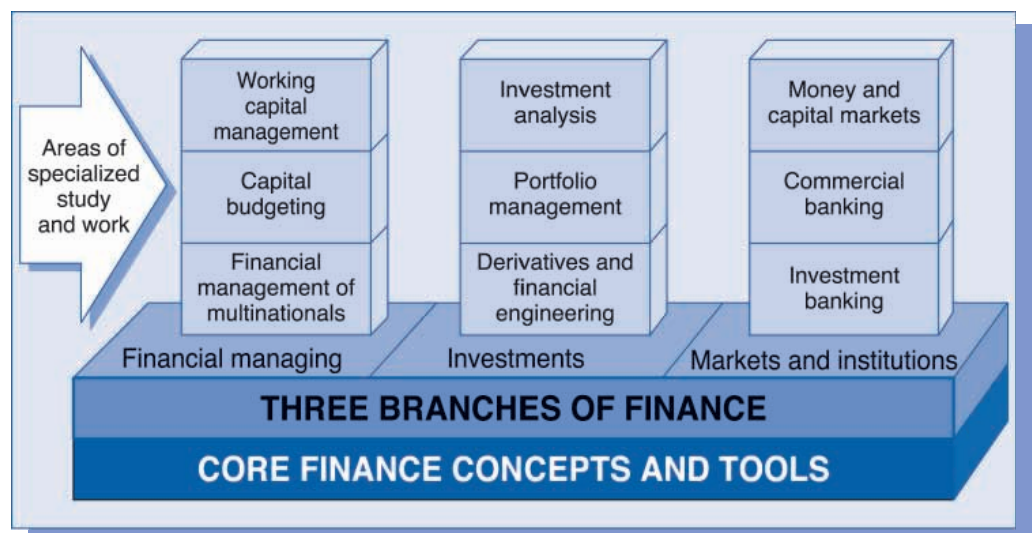 Areas of
specialized
study
and work
Working
capital
management
Capital
budgeting
Financial
management of
multinationals
Financial managing
Investment
analysis
Portfolio
management
Derivatives and
financial
engineering
Investments
Money and
capital markets
Commercial
banking
Investment
banking
Markets and institutions
THREE BRANCHES OF FINANCE
CORE FINANCE CONCEPTS AND TOOLS